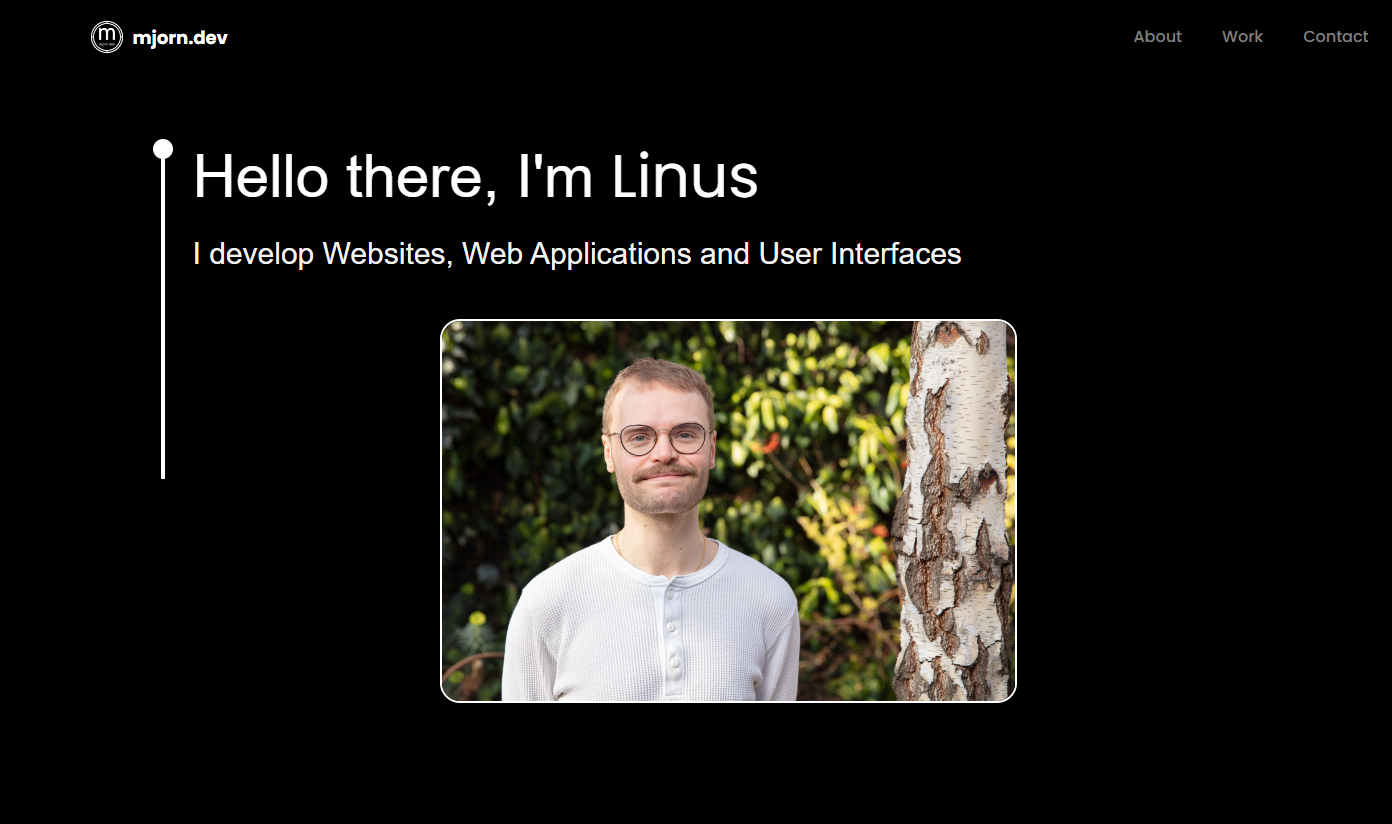 m
mjorn.dev
About
Work
Contact
Hello there, I'm Linus
I develop Websites, Web Applications and User Interfaces